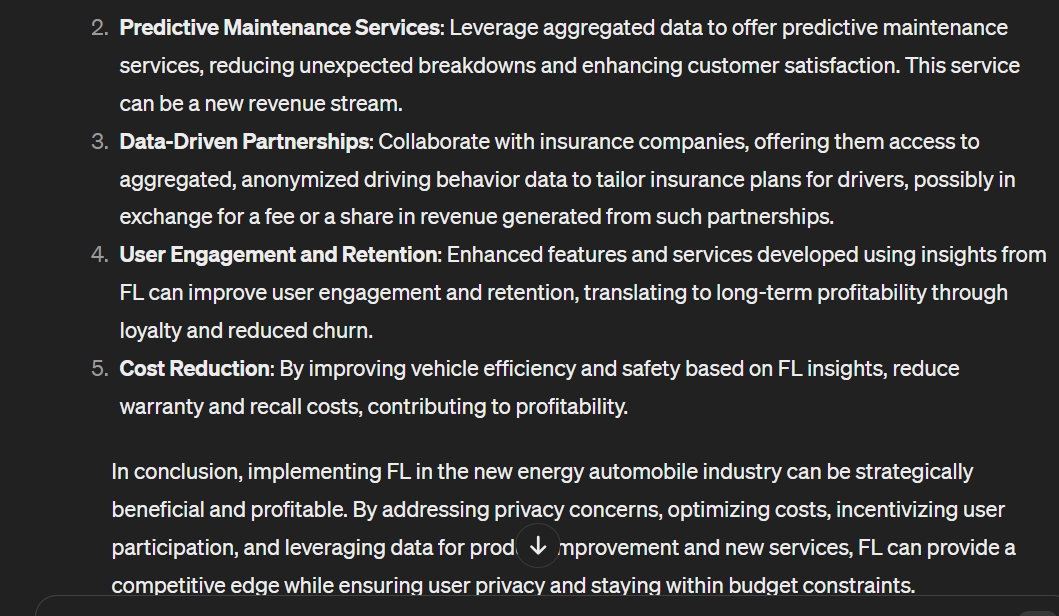 2. Predictive Maintenance Services: Leverage aggregated data to offer predictive maintenance
services, reducing unexpected breakdowns and enhancing customer satisfaction. This service
can be a new revenue stream.
3. Data-Driven Partnerships: Collaborate with insurance companies, offering them access to
aggregated, anonymized driving behavior data to tailor insurance plans for drivers, possibly in
exchange for a fee or a share in revenue generated from such partnerships.
4. User Engagement and Retention: Enhanced features and services developed using insights from
FL can improve user engagement and retention, translating to long-term profitability through
loyalty and reduced churn.
5. Cost Reduction: By improving vehicle efficiency and safety based on FL insights, reduce
warranty and recall costs, contributing to profitability.
In conclusion, implementing FL in the new energy automobile industry can be strategically
beneficial and profitable. By addressing privacy concerns, optimizing costs, incentivizing user
participation, and leveraging data for prod mprovement and new services, FL can provide a
competitive edge while ensuring user privacy and staying within budget constraints.